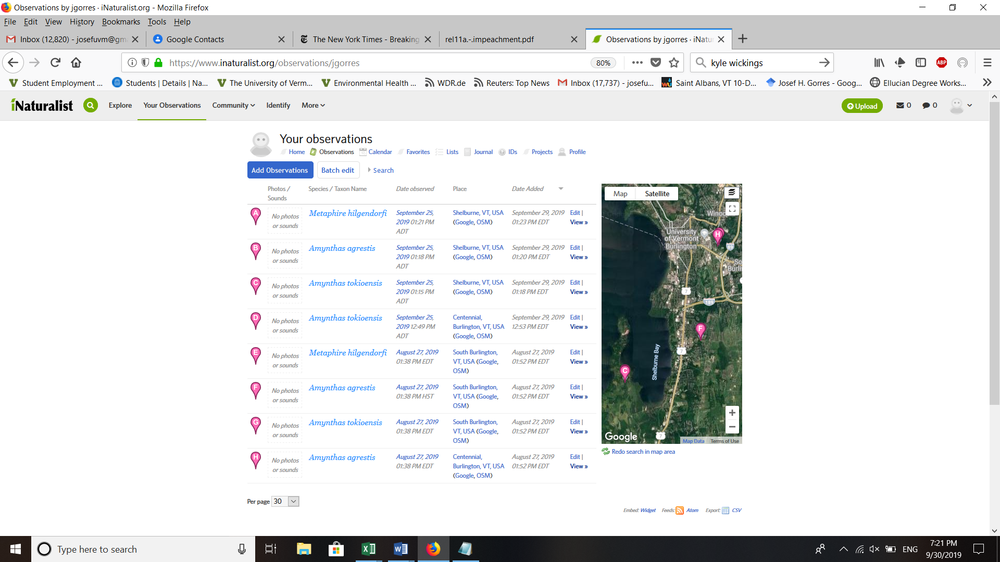 Observations by jgorres · iNaturalist.org - Mozilla Firefox
File Edit View History Bookmarks Tools Help
Inbox (12,820) - josefuvm@gm
Google Contacts
The New York Times - Breaking
rel11a.-.impeachment.pdf
Observations by jgorres · iNatu
https://www.inaturalist.org/observations/jgorres
80%
kyle wickings
ABP
Student Employment ...
Students | Details | Na...
The University of Verm...
Environmental Health ...
WDR.de
Reuters: Top News
Inbox (17,737) - josefu...
Saint Albans, VT 10-D...
Josef H. Gorres - Goog...
Ellucian Degree Works...
iNaturalist
Explore
Your Observations
Community
Identify
More
Upload
0
0
Your observations
Home Observations Calendar Favorites Lists Journal IDs Projects Profile
Add Observations
Batch edit
Search
Photos / Sounds
Species / Taxon Name
Date observed
Place
Date Added
A
No photos or sounds
Metaphire hilgendorfi
September 25, 2019 01:21 PM ADT
Shelburne, VT, USA (Google, OSM)
September 29, 2019 01:23 PM EDT
Edit | View »
B
No photos or sounds
Amynthas agrestis
September 25, 2019 01:18 PM ADT
Shelburne, VT, USA (Google, OSM)
September 29, 2019 01:20 PM EDT
Edit | View »
C
No photos or sounds
Amynthas tokioensis
September 25, 2019 01:15 PM ADT
Shelburne, VT, USA (Google, OSM)
September 29, 2019 01:18 PM EDT
Edit | View »
D
No photos or sounds
Amynthas tokioensis
September 25, 2019 12:49 PM ADT
Centennial, Burlington, VT, USA (Google, OSM)
September 29, 2019 12:53 PM EDT
Edit | View »
E
No photos or sounds
Metaphire hilgendorfi
August 27, 2019 01:38 PM EDT
South Burlington, VT, USA (Google, OSM)
August 27, 2019 01:52 PM EDT
Edit | View »
F
No photos or sounds
Amynthas agrestis
August 27, 2019 01:38 PM HST
South Burlington, VT, USA (Google, OSM)
August 27, 2019 01:52 PM EDT
Edit | View »
G
No photos or sounds
Amynthas tokioensis
August 27, 2019 01:38 PM EDT
South Burlington, VT, USA (Google, OSM)
August 27, 2019 01:52 PM EDT
Edit | View »
H
No photos or sounds
Amynthas agrestis
August 27, 2019 01:38 PM EDT
Centennial, Burlington, VT, USA (Google, OSM)
August 27, 2019 01:52 PM EDT
Edit | View »
Map Satellite
Winoo
University
of Vermont
Burlington
H
89
So
Burli
7
189
F
7
Shelburne Bay
C
7
Google
Map Data Terms of Use
Redo search in map area
Per page 30
Embed: Widget Feeds: Atom Export: CSV
Type here to search
ENG
7:21 PM
9/30/2019